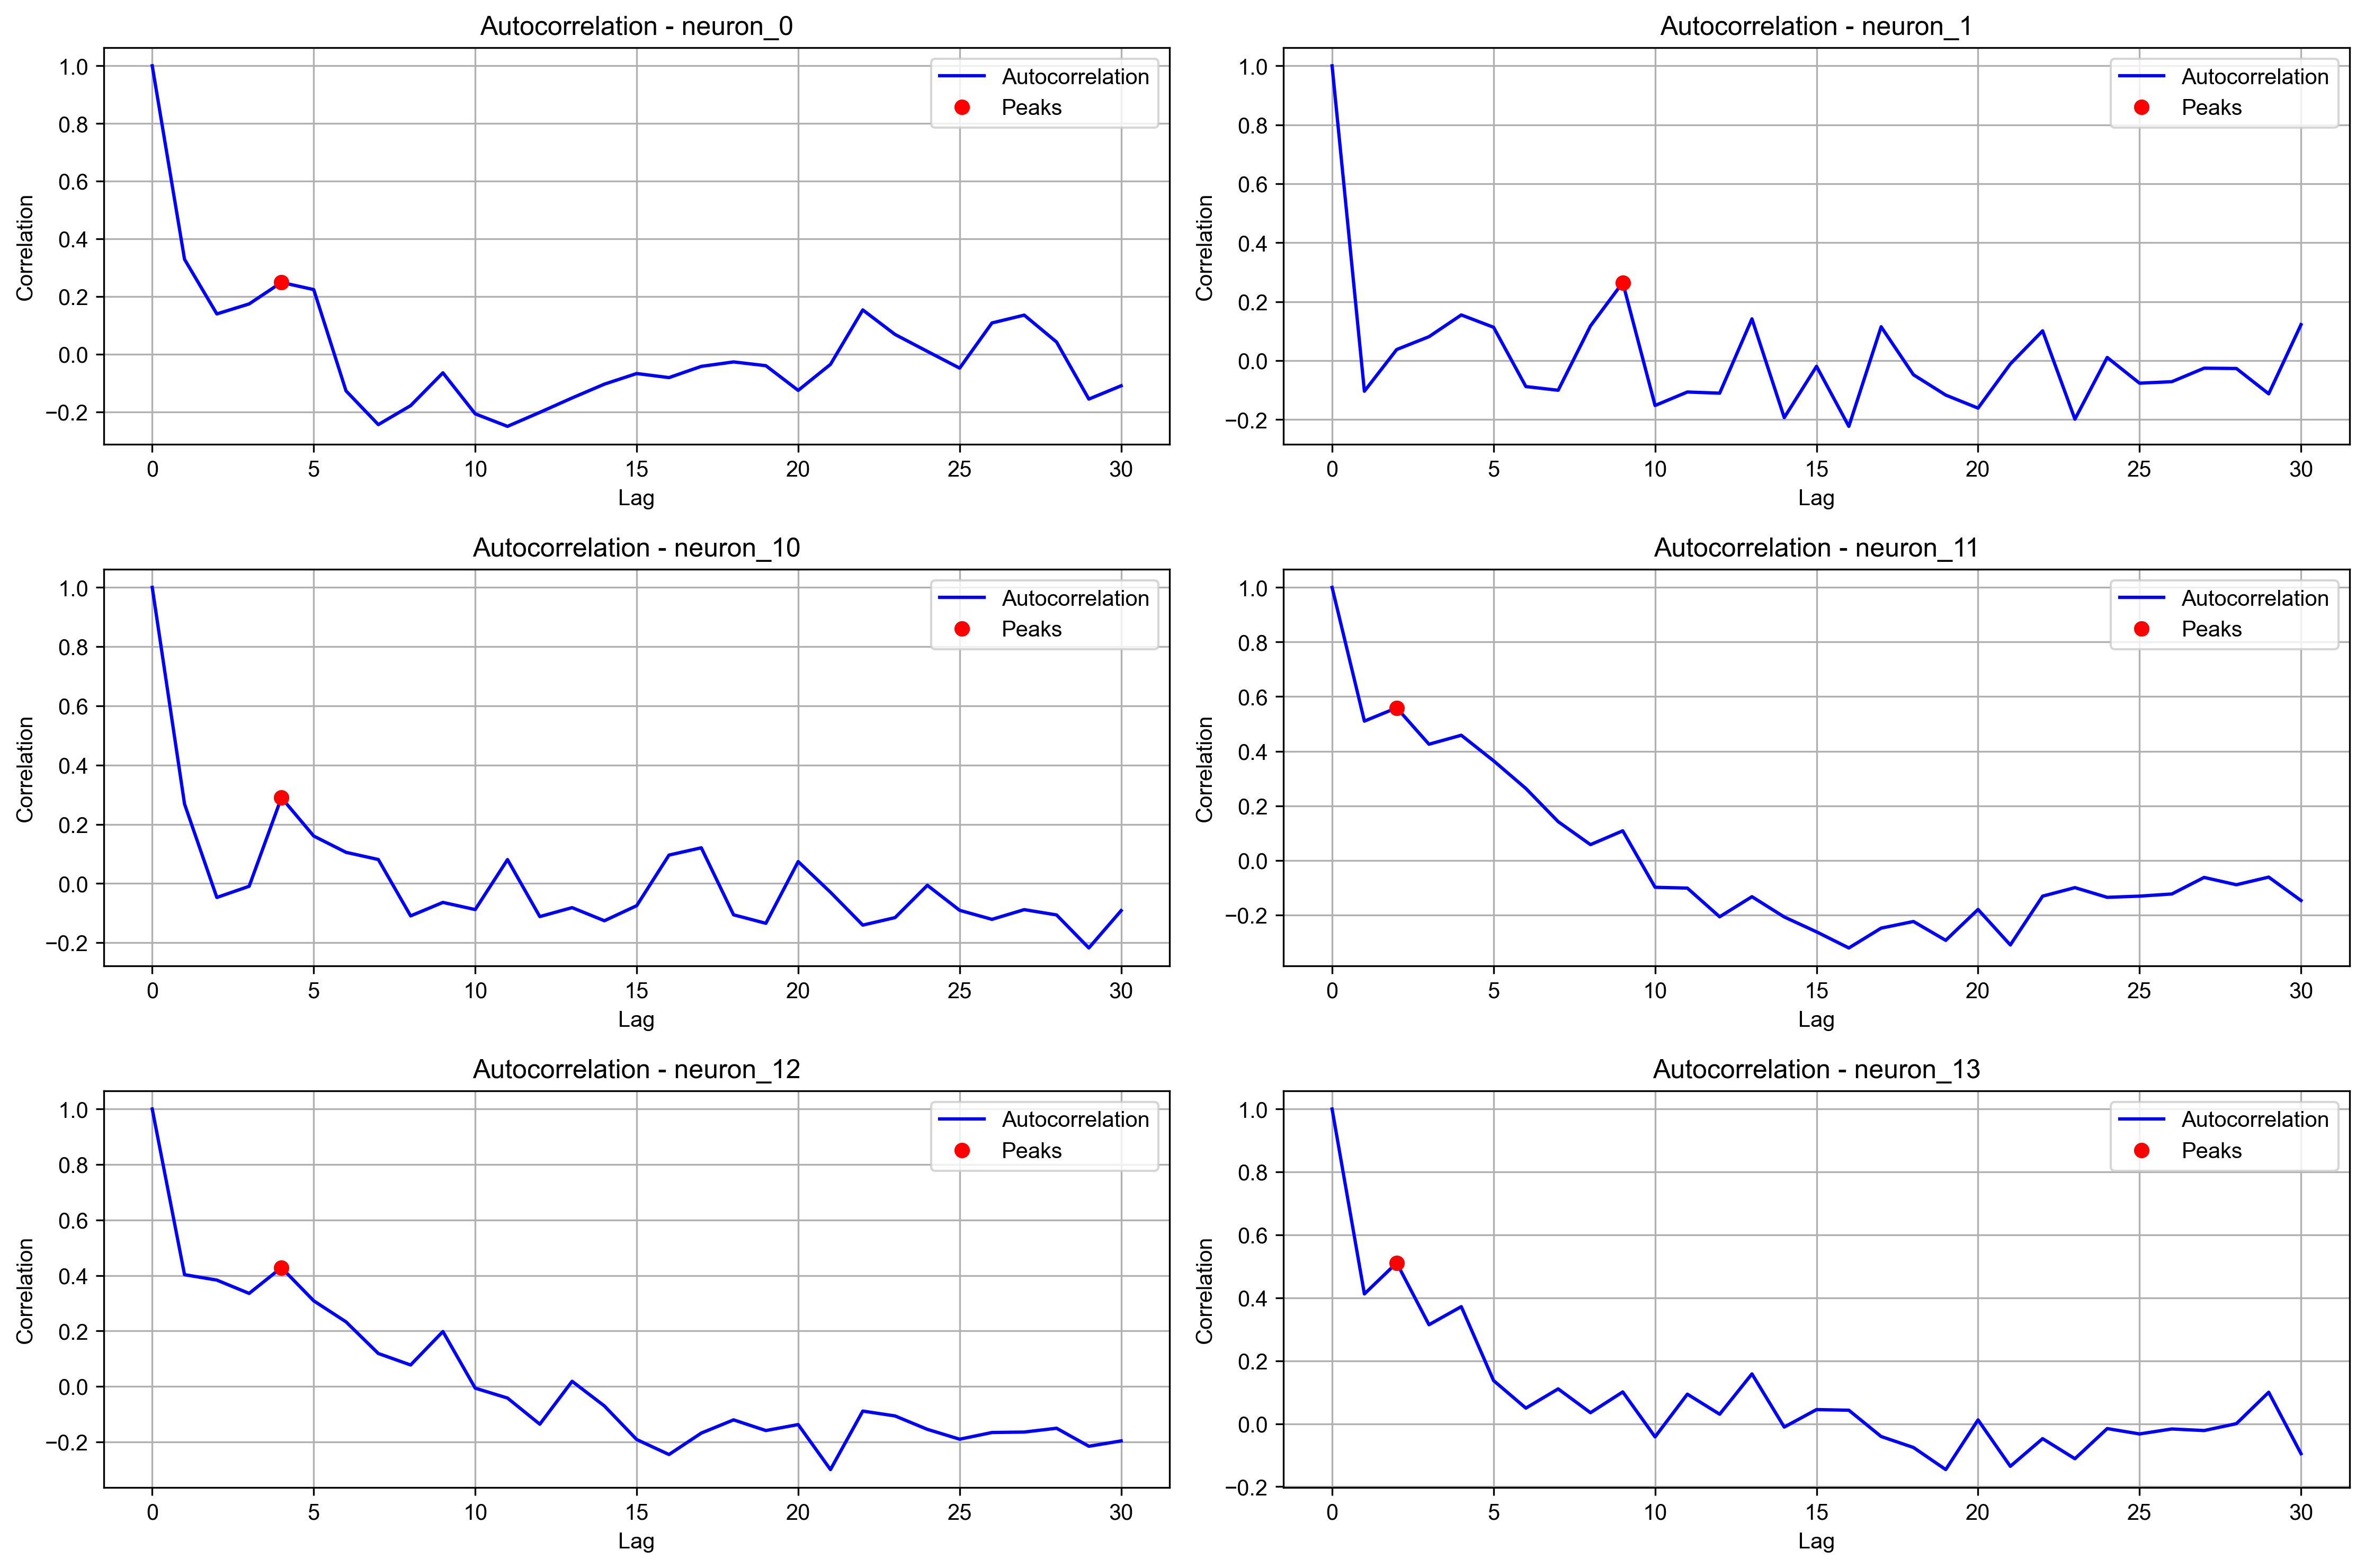 Autocorrelation - neuron_0
Autocorrelation
Peaks
Correlation
1.0
0.8
0.6
0.4
0.2
0.0
−0.2
0 5 10 15 20 25 30
Lag
Autocorrelation - neuron_1
Autocorrelation
Peaks
Correlation
1.0
0.8
0.6
0.4
0.2
0.0
−0.2
0 5 10 15 20 25 30
Lag
Autocorrelation - neuron_10
Autocorrelation
Peaks
Correlation
1.0
0.8
0.6
0.4
0.2
0.0
−0.2
0 5 10 15 20 25 30
Lag
Autocorrelation - neuron_11
Autocorrelation
Peaks
Correlation
1.0
0.8
0.6
0.4
0.2
0.0
−0.2
0 5 10 15 20 25 30
Lag
Autocorrelation - neuron_12
Autocorrelation
Peaks
Correlation
1.0
0.8
0.6
0.4
0.2
0.0
−0.2
0 5 10 15 20 25 30
Lag
Autocorrelation - neuron_13
Autocorrelation
Peaks
Correlation
1.0
0.8
0.6
0.4
0.2
0.0
−0.2
0 5 10 15 20 25 30
Lag